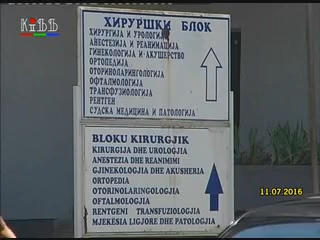 КЛБЬ
ХИРУРШКИ БЛОК
ХИРУРГИЈА И УРОЛОГИЈА
АНЕСТЕЗИЈА И РЕАНИМАЦИЈА
ГИНЕКОЛОГИЈА И-АКУШЕРСТВО
ОРТОПЕДИЈА
ОТОРИНОЛАРИНГОЛОГИЈА
ОФТАЛМОЛОГИЈА
ТРАНСФУЗИОЛОГИЈА
РЕНТГЕН
СУДСКА МЕДИЦИНА И ПАТОЛОГИЈА
BLOKU KIRURGJIK
KIRURGJIA DHE UROLOGJIA
ANESTEZIA DHE REANIMIMI
GJINEKOLOGJIA DHE AKUSHERIA
ORTOPEDIA
OTORINOLARINGOLOGJIA
OFTALMOLOGJIA
RENTGENI TRANSFUZIOLOGJIA
MJEKËSIA LIGJORE DHE PATOLOGJIA
11.07.2016